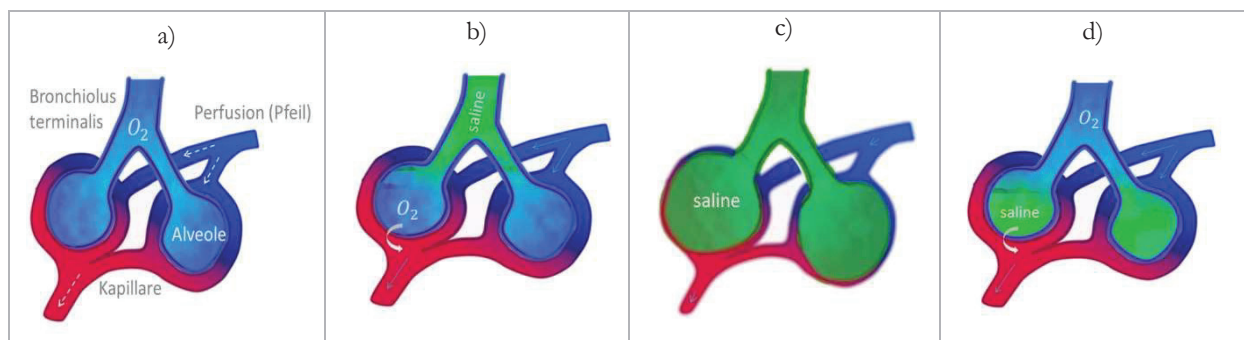 a)
Bronchiolus
terminalis
O₂
Perfusion (Pfeil)
Alveole
Kapillare
b)
saline
O₂
c)
saline
d)
O₂
saline